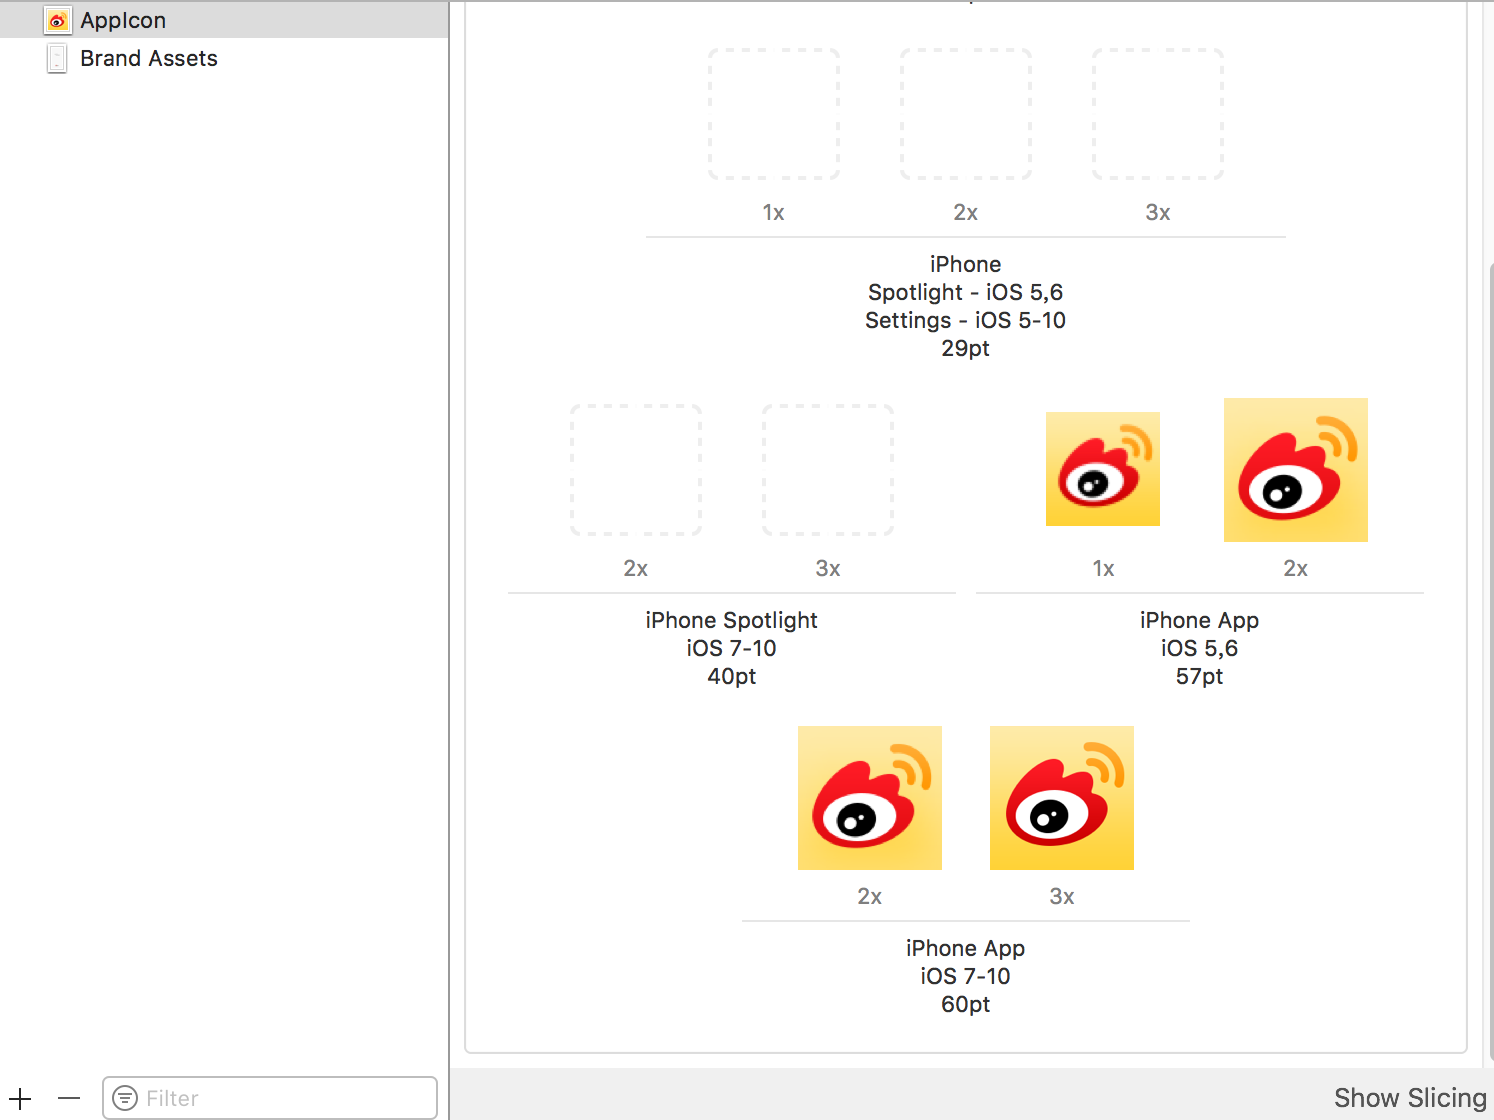 AppIcon
Brand Assets
1x 2x 3x
iPhone
Spotlight - iOS 5,6
Settings - iOS 5-10
29pt
2x 3x
iPhone Spotlight
iOS 7-10
40pt
1x 2x
iPhone App
iOS 5,6
57pt
2x 3x
iPhone App
iOS 7-10
60pt
Filter
Show Slicing